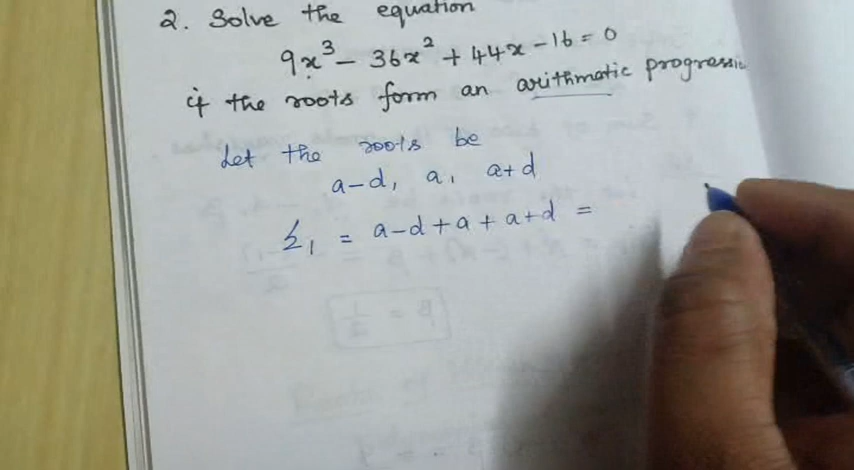 2. Solve the equation
9x³ - 36x² + 44x - 16 = 0
if the roots form an arithmatic progressi
Let the roots be
a-d, a, a+d
Σ₁ = a-d + a + a+d =